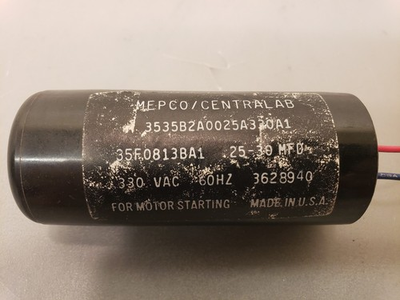 MEPCO/CENTRALAB
3535B2A0025A330A1
35F0813BA1 25-30 MFD
330 VAC 60HZ 3628940
FOR MOTOR STARTING MADE IN U.S.A.